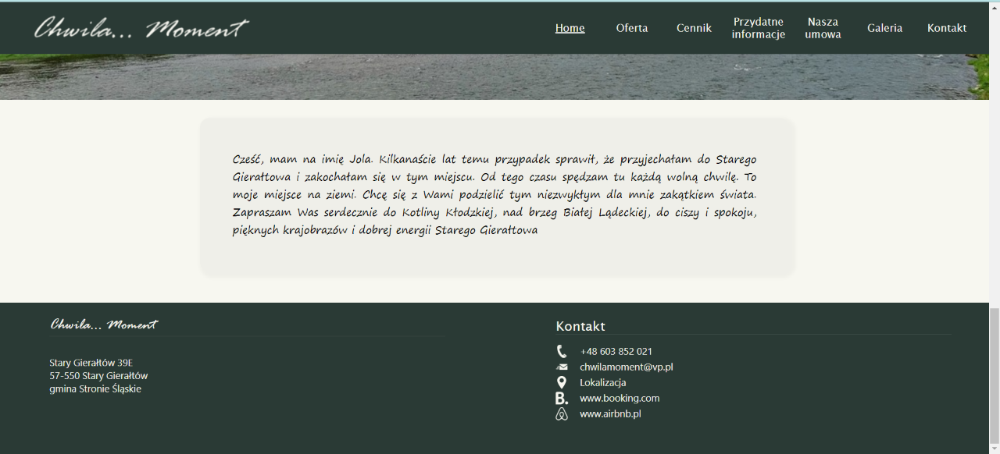 Chwila... Moment
Home
Oferta
Cennik
Przydatne
informacje
Nasza
umowa
Galeria
Kontakt
Cześć, mam na imię Jola. Kilkanaście lat temu przypadek sprawił, że przyjechałam do Starego
Gierałtowa i zakochałam się w tym miejscu. Od tego czasu spędzam tu każdą wolną chwilę. To
moje miejsce na ziemi. Chcę się z Wami podzielić tym niezwykłym dla mnie zakątkiem świata.
Zapraszam Was serdecznie do Kotliny Kłodzkiej, nad brzeg Białej Lądeckiej, do ciszy i spokoju,
pięknych krajobrazów i dobrej energii Starego Gierałtowa
Chwila... Moment
Stary Gierałtów 39E
57-550 Stary Gierałtów
gmina Stronie Śląskie
Kontakt
+48 603 852 021
chwilamoment@vp.pl
Lokalizacja
B. www.booking.com
www.airbnb.pl